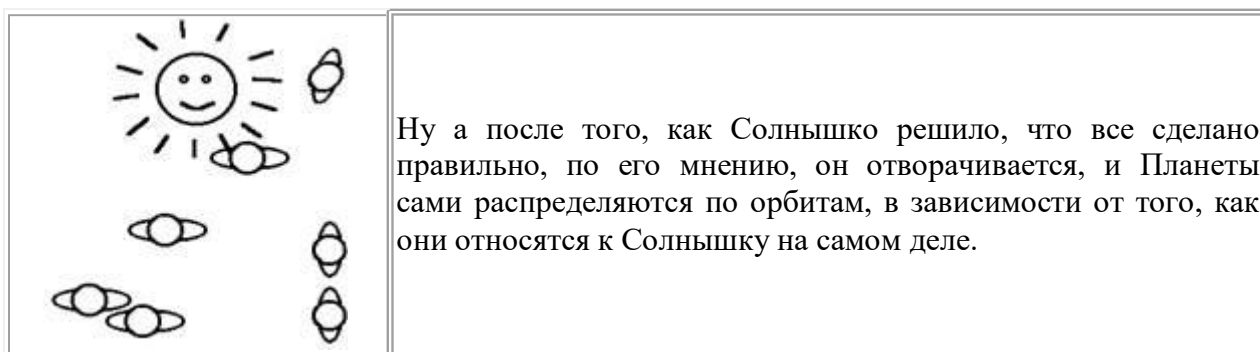 Ну а после того, как Солнышко решило, что все сделано
правильно, по его мнению, он отворачивается, и Планеты
сами распределяются по орбитам, в зависимости от того, как
они относятся к Солнышку на самом деле.